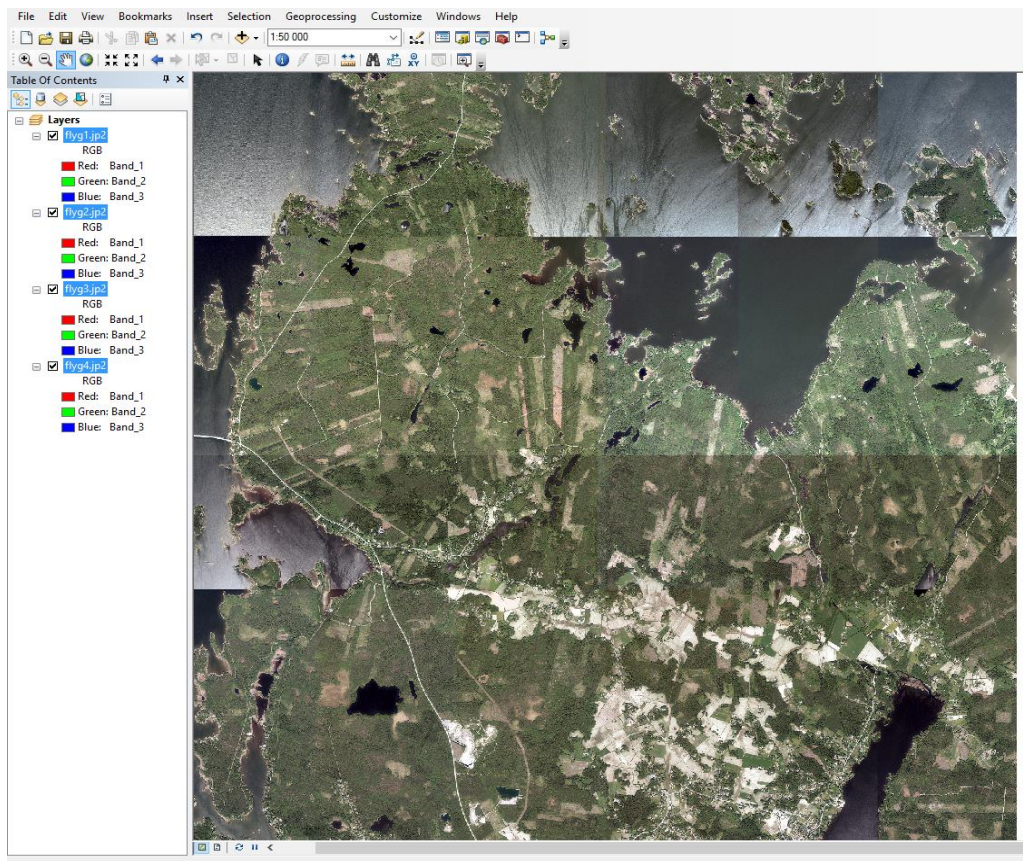 File Edit View Bookmarks Insert Selection Geoprocessing Customize Windows Help
1:50 000
Table Of Contents
Layers
flyg1.jp2
RGB
Red: Band_1
Green: Band_2
Blue: Band_3
flyg2.jp2
RGB
Red: Band_1
Green: Band_2
Blue: Band_3
flyg3.jp2
RGB
Red: Band_1
Green: Band_2
Blue: Band_3
flyg4.jp2
RGB
Red: Band_1
Green: Band_2
Blue: Band_3